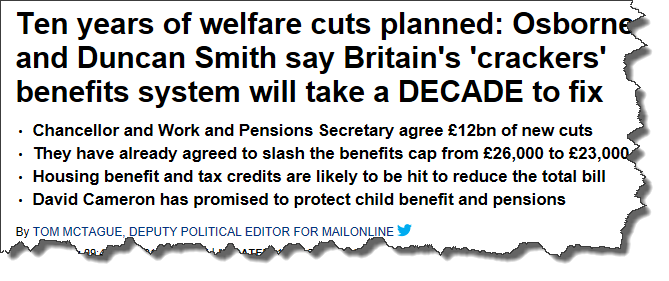 Ten years of welfare cuts planned: Osborne
and Duncan Smith say Britain's 'crackers'
benefits system will take a DECADE to fix
• Chancellor and Work and Pensions Secretary agree £12bn of new cuts
• They have already agreed to slash the benefits cap from £26,000 to £23,000
• Housing benefit and tax credits are likely to be hit to reduce the total bill
• David Cameron has promised to protect child benefit and pensions
By TOM MCTAGUE, DEPUTY POLITICAL EDITOR FOR MAILONLINE